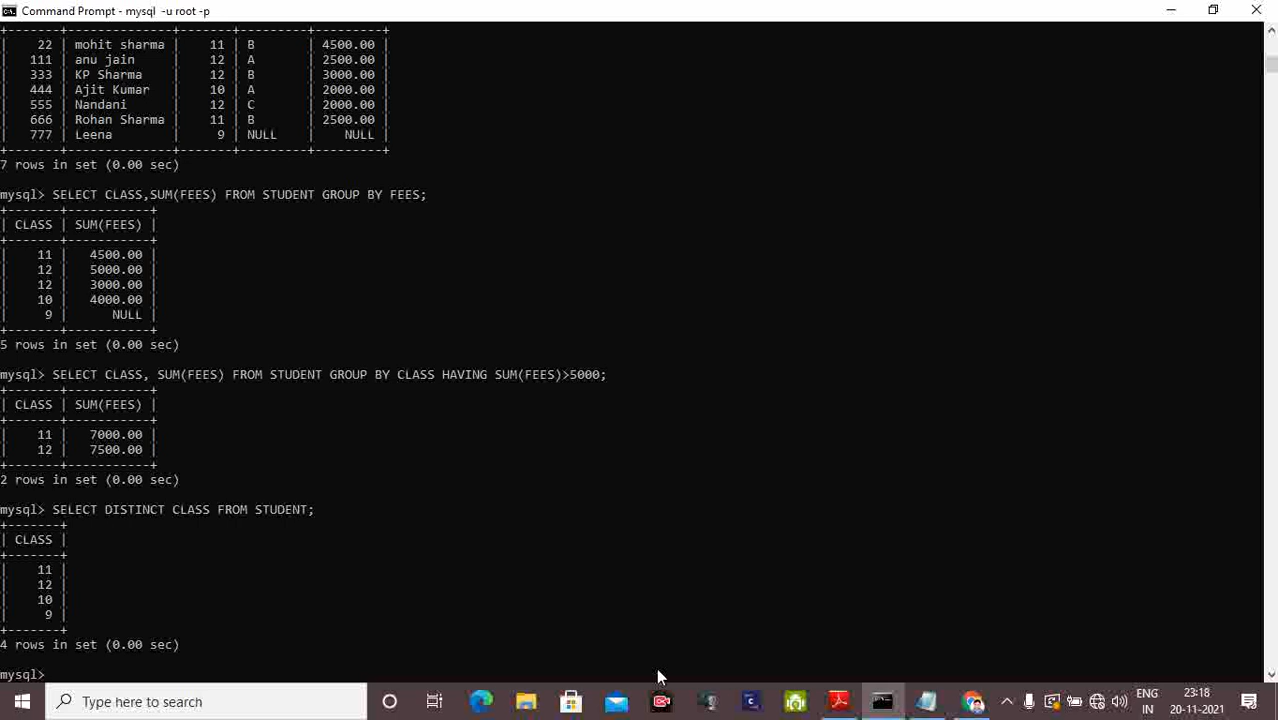 Command Prompt - mysql  -u root -p
+-------+--------------+-------+---------+---------+
|    22 | mohit sharma |    11 | B       | 4500.00 |
|   111 | anu jain     |    12 | A       | 2500.00 |
|   333 | KP Sharma    |    12 | B       | 3000.00 |
|   444 | Ajit Kumar   |    10 | A       | 2000.00 |
|   555 | Nandani      |    12 | C       | 2000.00 |
|   666 | Rohan Sharma |    11 | B       | 2500.00 |
|   777 | Leena        |     9 | NULL    |    NULL |
+-------+--------------+-------+---------+---------+
7 rows in set (0.00 sec)
mysql> SELECT CLASS,SUM(FEES) FROM STUDENT GROUP BY FEES;
+-------+-----------+
| CLASS | SUM(FEES) |
+-------+-----------+
|    11 |   4500.00 |
|    12 |   5000.00 |
|    12 |   3000.00 |
|    10 |   4000.00 |
|     9 |      NULL |
+-------+-----------+
5 rows in set (0.00 sec)
mysql> SELECT CLASS, SUM(FEES) FROM STUDENT GROUP BY CLASS HAVING SUM(FEES)>5000;
+-------+-----------+
| CLASS | SUM(FEES) |
+-------+-----------+
|    11 |   7000.00 |
|    12 |   7500.00 |
+-------+-----------+
2 rows in set (0.00 sec)
mysql> SELECT DISTINCT CLASS FROM STUDENT;
+-------+
| CLASS |
+-------+
|    11 |
|    12 |
|    10 |
|     9 |
+-------+
4 rows in set (0.00 sec)
mysql>
Type here to search
ENG
IN
23:18
20-11-2021